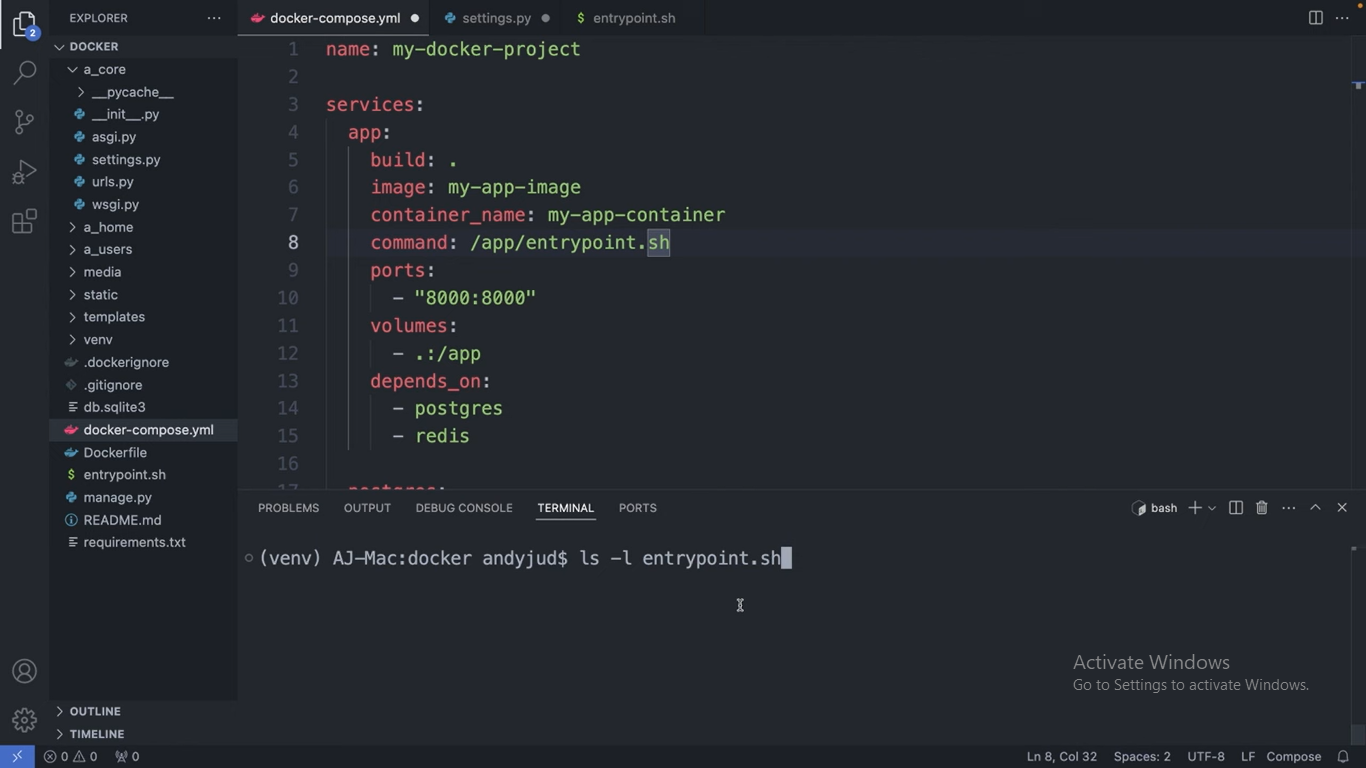 EXPLORER
docker-compose.yml
settings.py
entrypoint.sh
2
DOCKER
a_core
__pycache__
__init__.py
asgi.py
settings.py
urls.py
wsgi.py
a_home
a_users
media
static
templates
venv
.dockerignore
.gitignore
db.sqlite3
docker-compose.yml
Dockerfile
entrypoint.sh
manage.py
README.md
requirements.txt
OUTLINE
TIMELINE
1 name: my-docker-project
2
3 services:
4 app:
5 build: .
6 image: my-app-image
7 container_name: my-app-container
8 command: /app/entrypoint.sh
9 ports:
10 - "8000:8000"
11 volumes:
12 - .:/app
13 depends_on:
14 - postgres
15 - redis
16
17 postgres:
PROBLEMS OUTPUT DEBUG CONSOLE TERMINAL PORTS
bash
(venv) AJ-Mac:docker andyjud$ ls -l entrypoint.sh
Activate Windows
Go to Settings to activate Windows.
0 0 0
Ln 8, Col 32 Spaces: 2 UTF-8 LF Compose